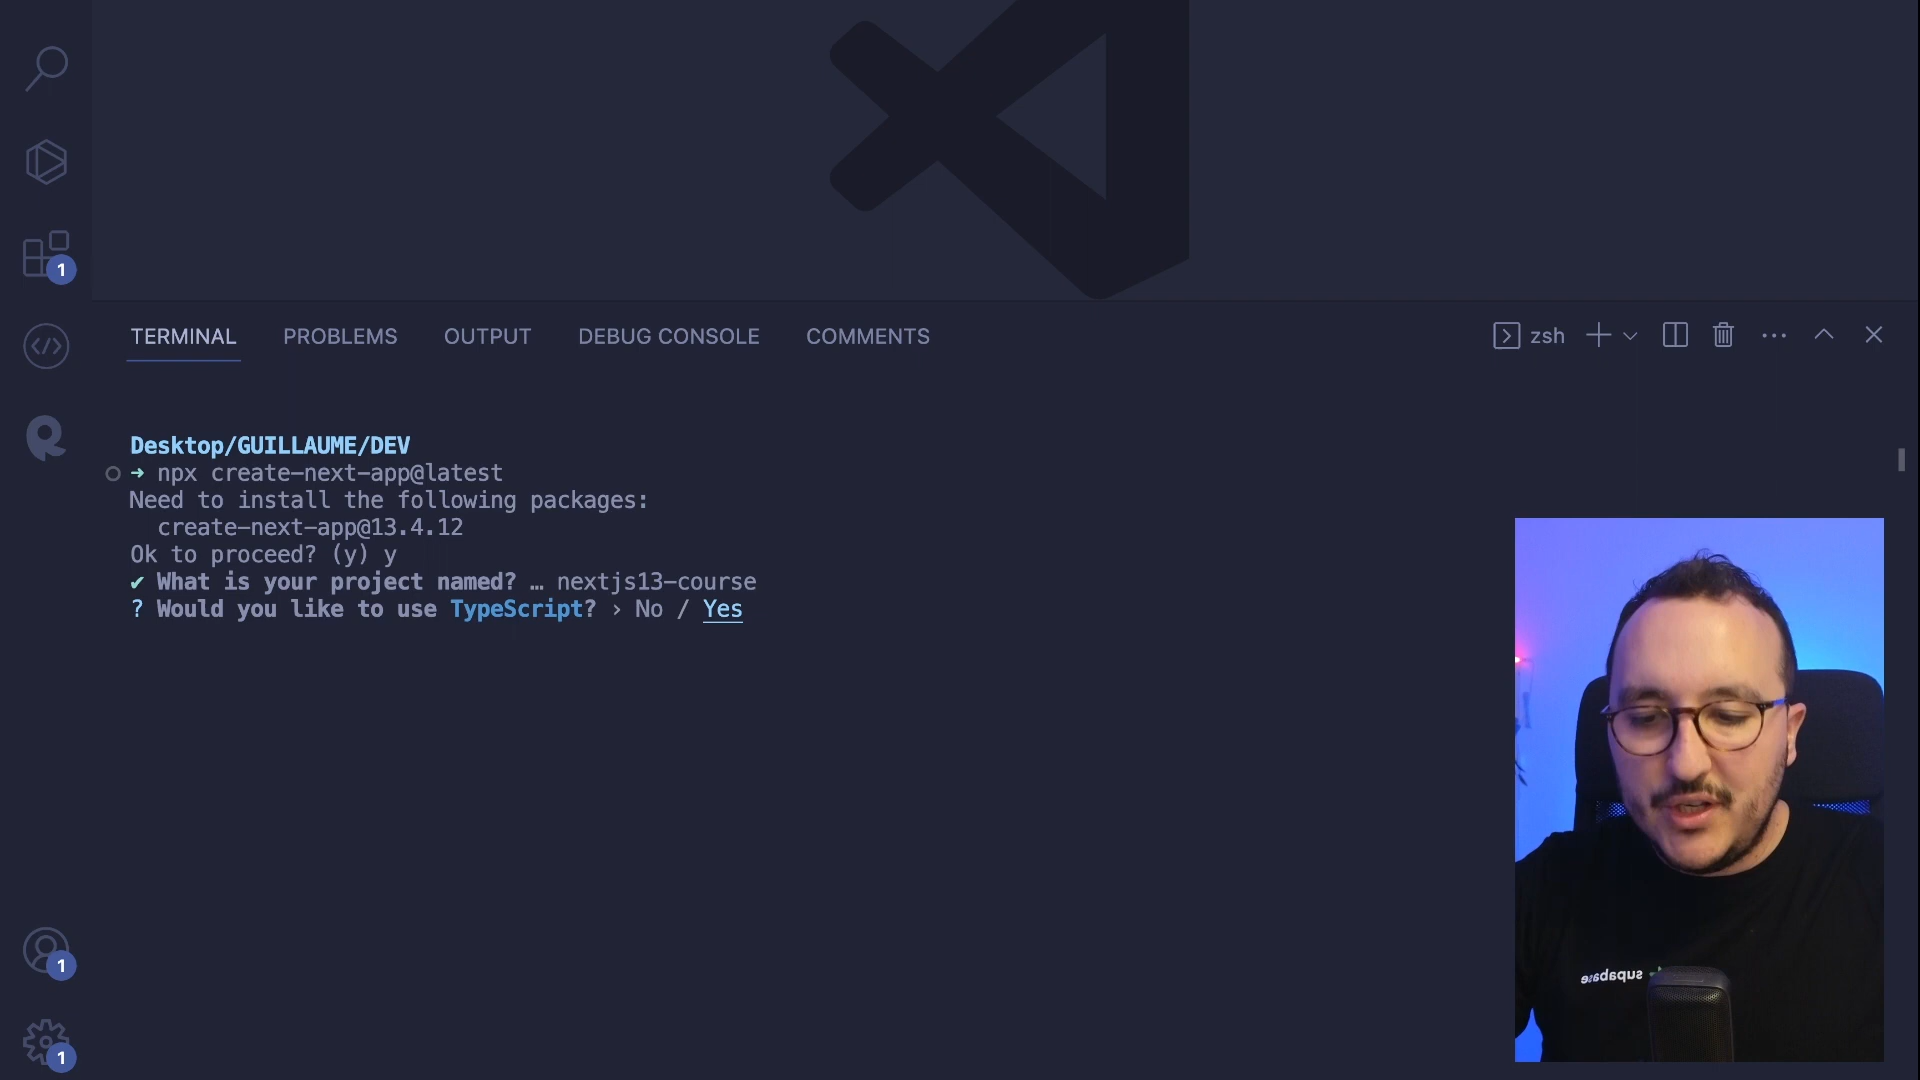 1
TERMINAL PROBLEMS OUTPUT DEBUG CONSOLE COMMENTS
zsh
Desktop/GUILLAUME/DEV
➜ npx create-next-app@latest
Need to install the following packages:
create-next-app@13.4.12
Ok to proceed? (y) y
✔ What is your project named? … nextjs13-course
? Would you like to use TypeScript? › No / Yes
supabase
1
1